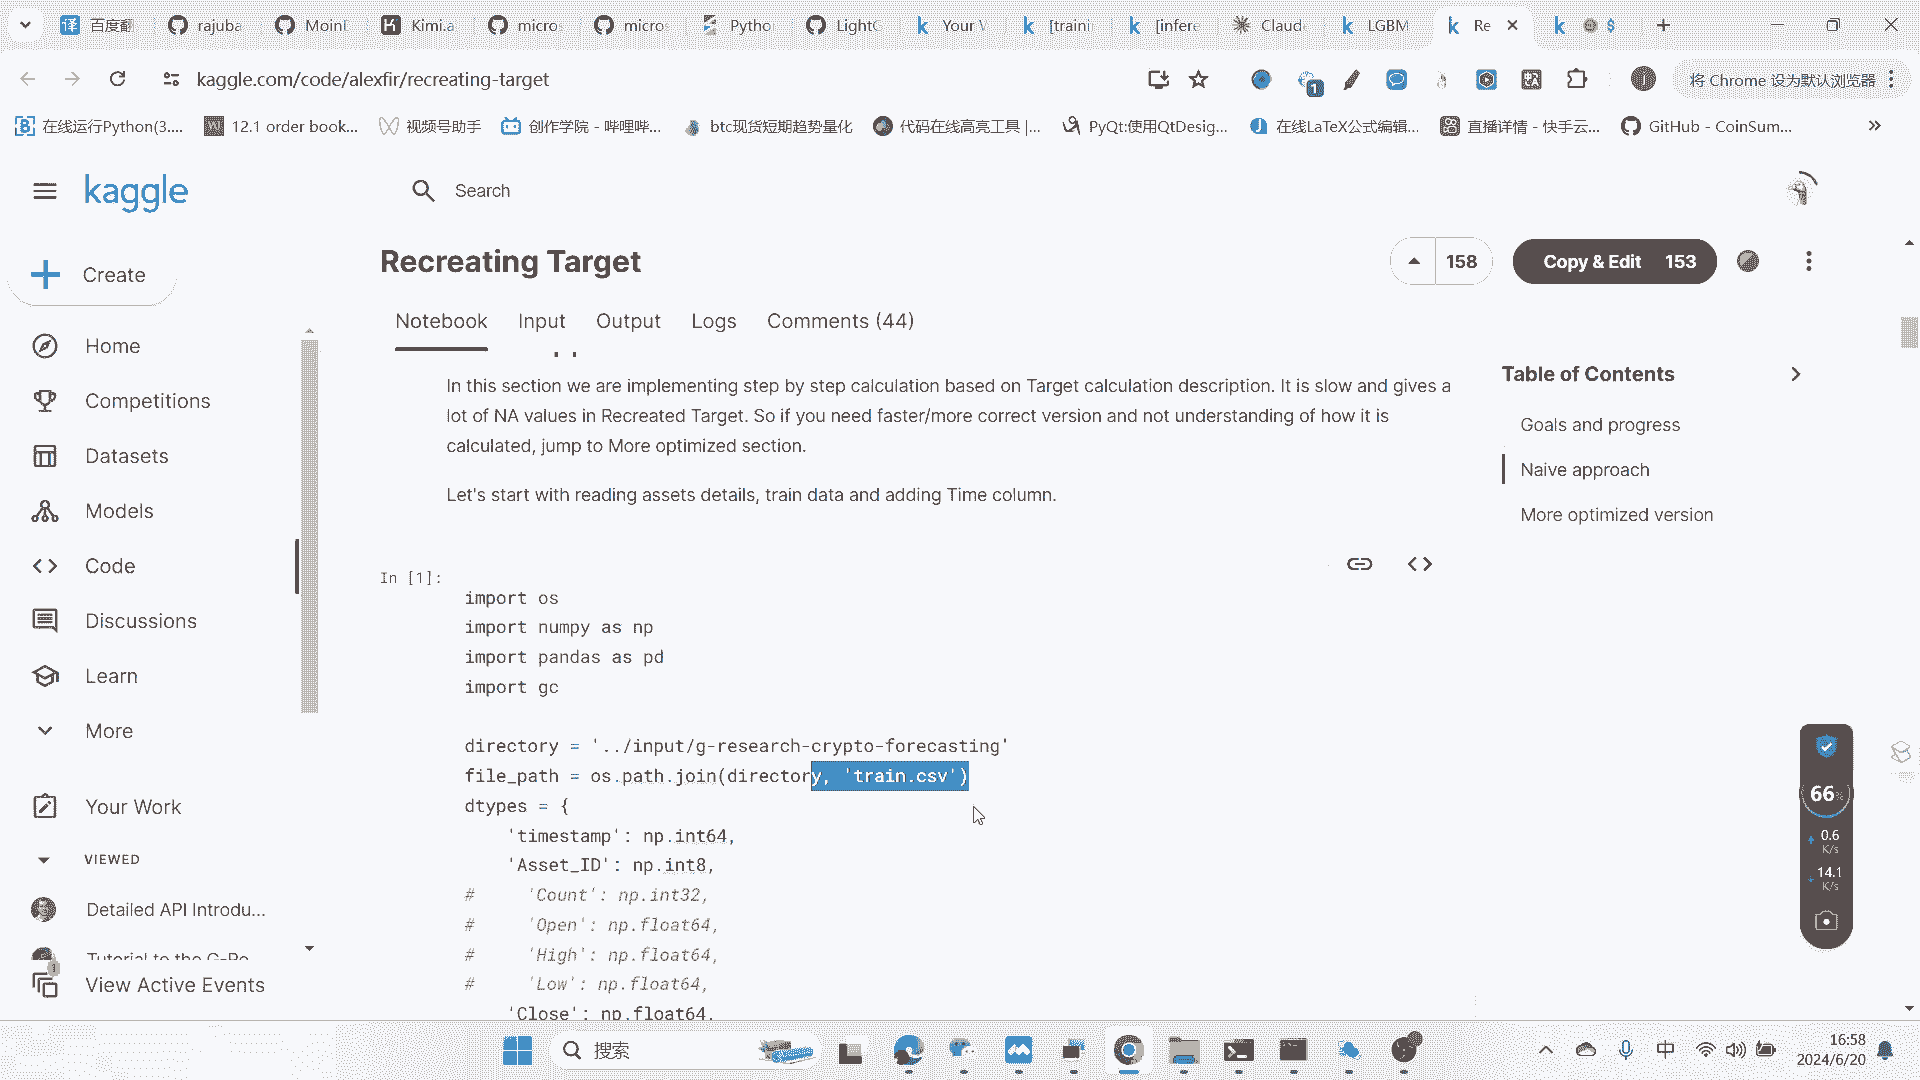 百度翻
rajuba
MoinD
Kimi.a
micros
micros
Pytho
LightG
Your V
[traini
[infere
Claud
LGBM
Re
$
kaggle.com/code/alexfir/recreating-target
1
将 Chrome 设为默认浏览器
在线运行Python(3....
12.1 order book...
视频号助手
创作学院 - 哔哩哔...
btc现货短期趋势量化
代码在线高亮工具 |...
PyQt:使用QtDesig...
在线LaTeX公式编辑...
直播详情 - 快手云...
GitHub - CoinSum...
kaggle
Search
Create
Home
Competitions
Datasets
Models
Code
Discussions
Learn
More
Your Work
VIEWED
Detailed API Introdu...
Tutorial to the G-Re
1
View Active Events
Recreating Target
158
Copy & Edit 153
Notebook
Input
Output
Logs
Comments (44)
In this section we are implementing step by step calculation based on Target calculation description. It is slow and gives a
lot of NA values in Recreated Target. So if you need faster/more correct version and not understanding of how it is
calculated, jump to More optimized section.
Let's start with reading assets details, train data and adding Time column.
Table of Contents
Goals and progress
Naive approach
More optimized version
In [1]:
import os
import numpy as np
import pandas as pd
import gc
directory = '../input/g-research-crypto-forecasting'
file_path = os.path.join(directory, 'train.csv')
dtypes = {
'timestamp': np.int64,
'Asset_ID': np.int8,
# 'Count': np.int32,
# 'Open': np.float64,
# 'High': np.float64,
# 'Low': np.float64,
'Close': np.float64,
66%
0.6
K/s
14.1
K/s
搜索
中
16:58
2024/6/20